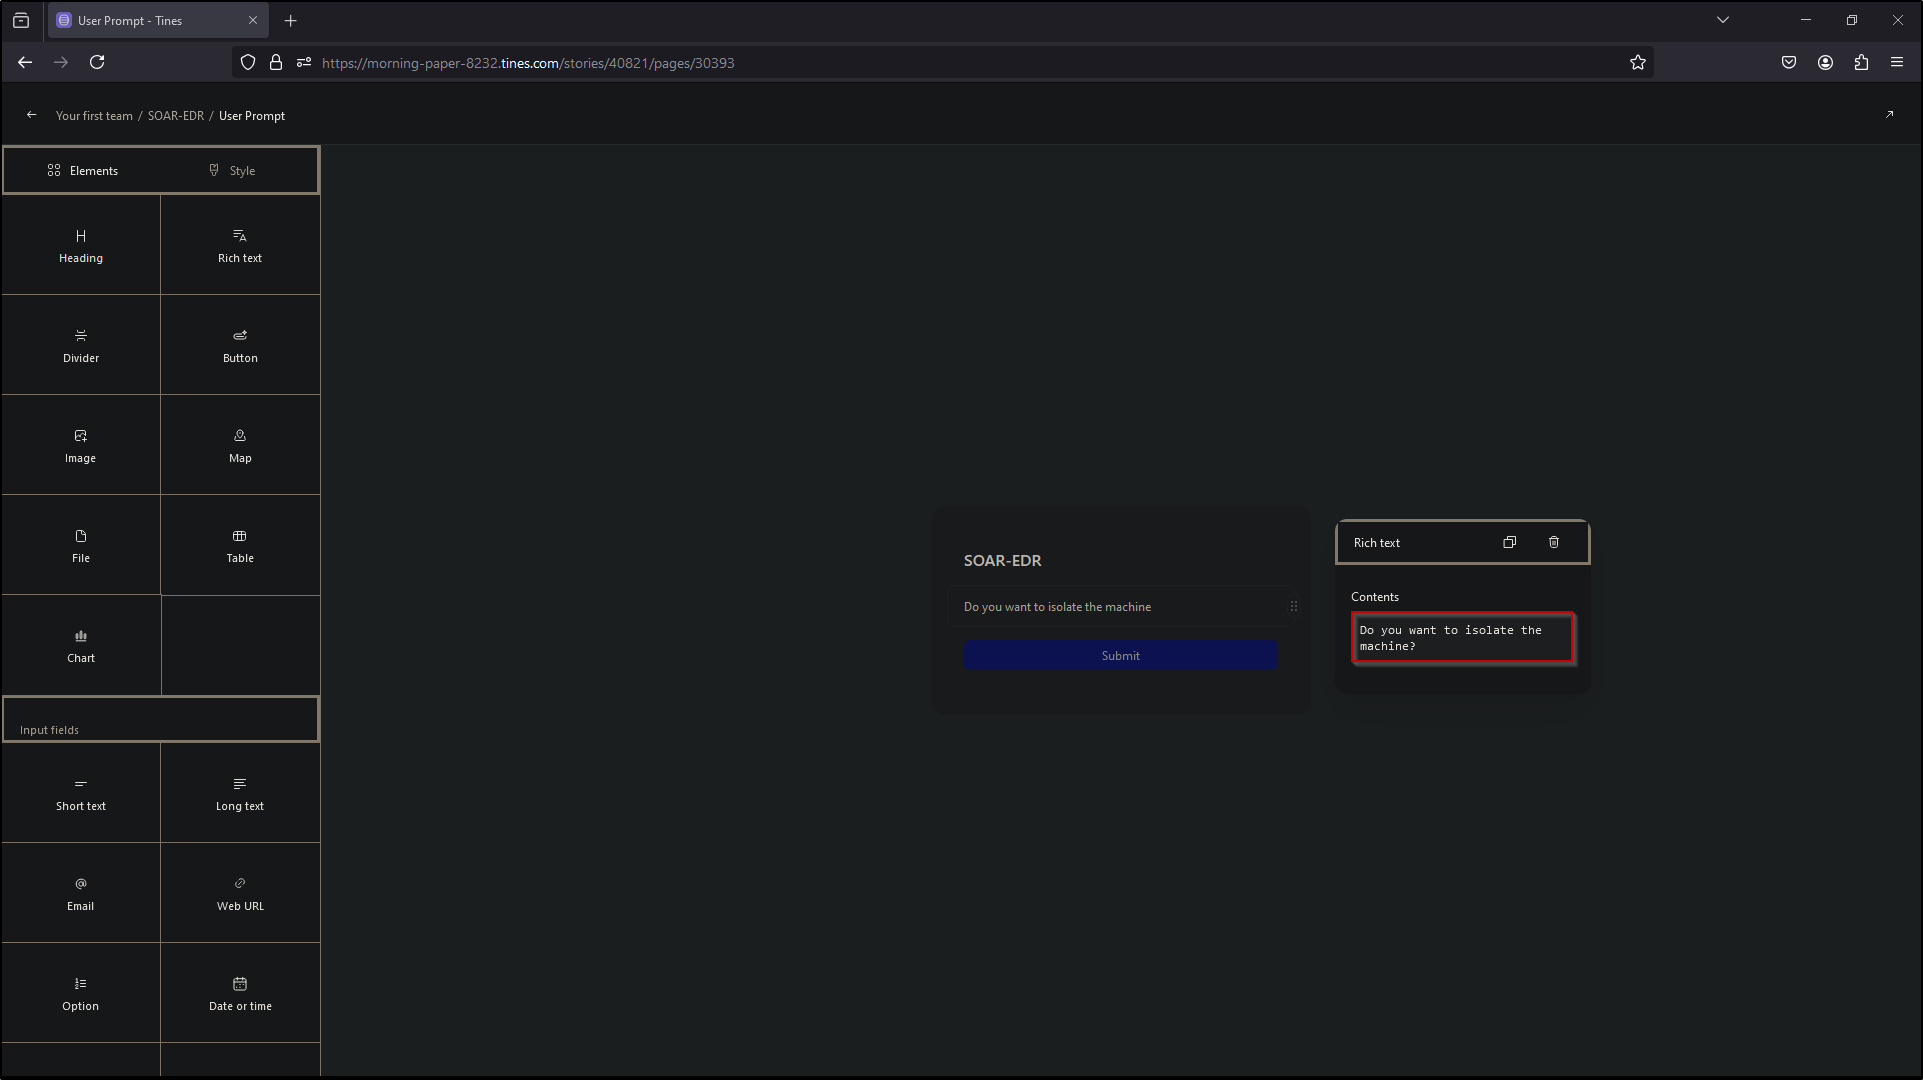 User Prompt - Tines
https://morning-paper-8232.tines.com/stories/40821/pages/30393
Your first team / SOAR-EDR / User Prompt
Elements
Style
Heading
Rich text
Divider
Button
Image
Map
File
Table
Chart
Input fields
Short text
Long text
Email
Web URL
Option
Date or time
SOAR-EDR
Do you want to isolate the machine
Submit
Rich text
Contents
Do you want to isolate the
machine?